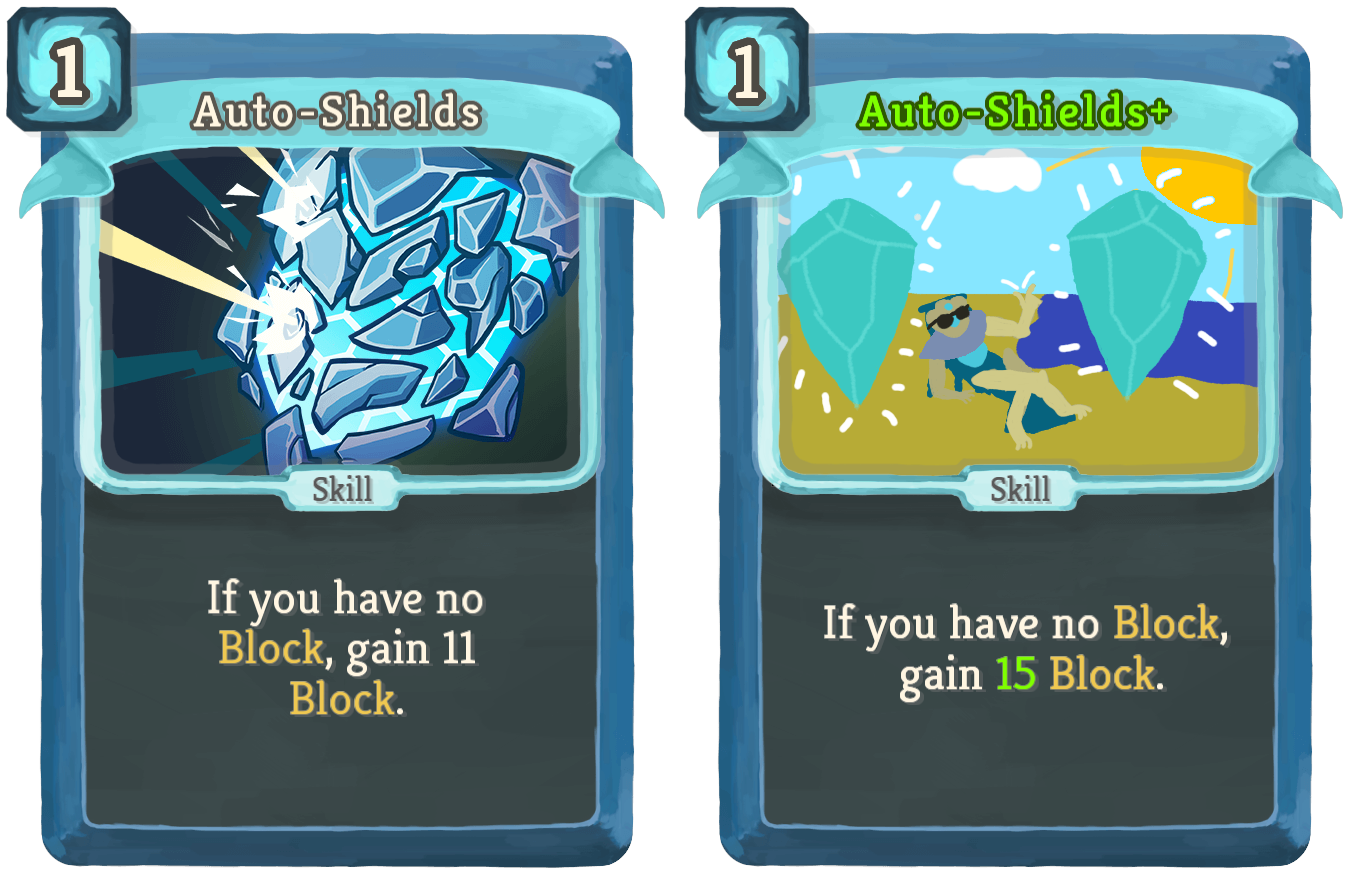 1
Auto-Shields
Skill
If you have no
Block, gain 11
Block.
1
Auto-Shields+
Skill
If you have no Block,
gain 15 Block.